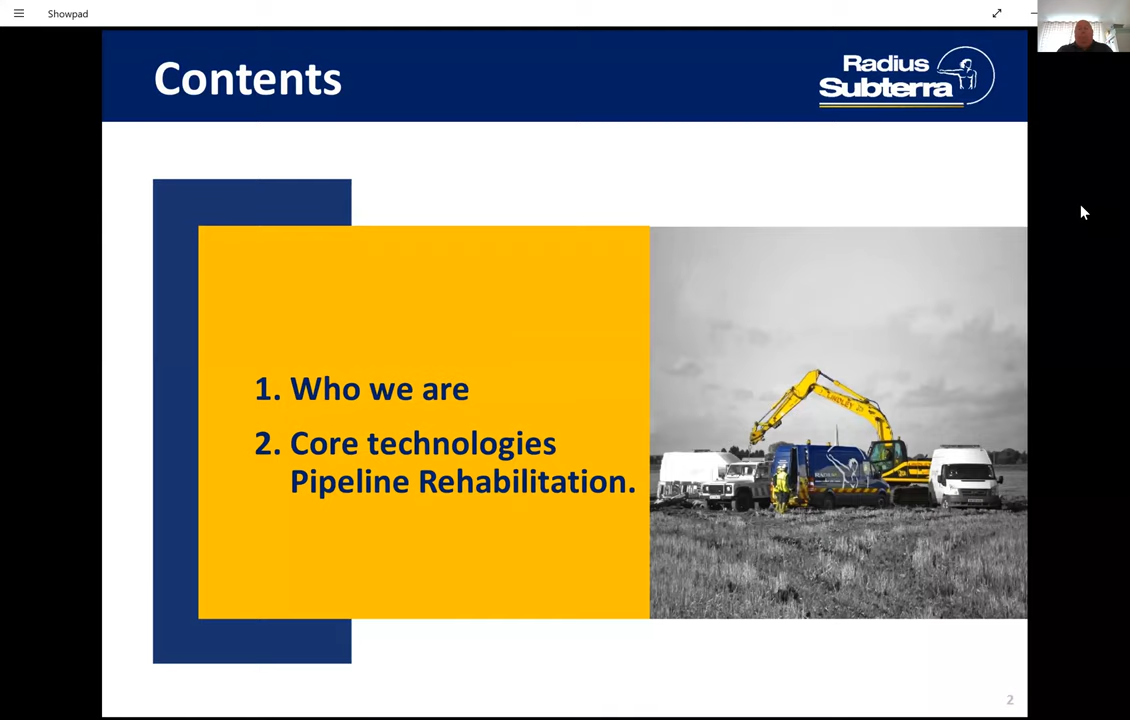 Showpad
Contents
Radius
Subterra
1. Who we are
2. Core technologies
Pipeline Rehabilitation.
2